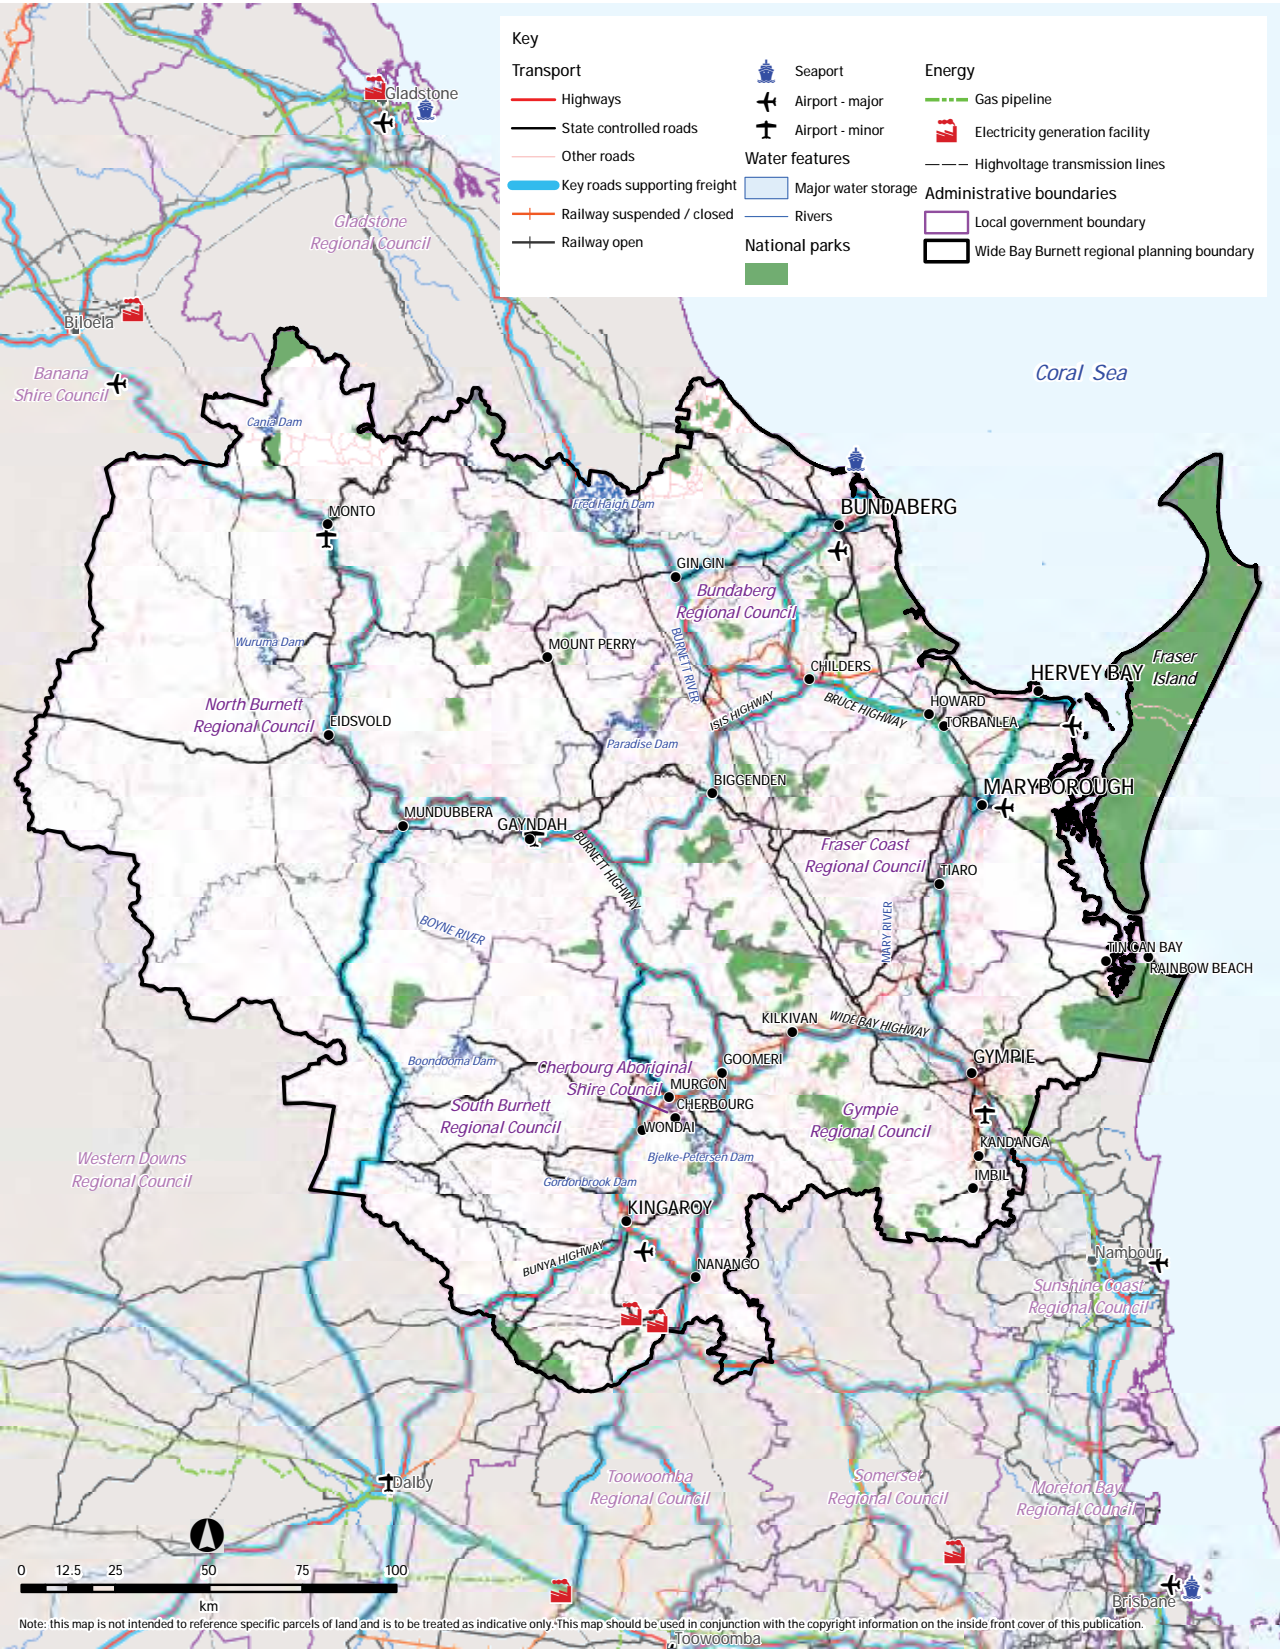 Key
Transport
Highways
State controlled roads
Other roads
Key roads supporting freight
Railway suspended / closed
Railway open
Seaport
Airport - major
Airport - minor
Water features
Major water storage
Rivers
National parks
Energy
Gas pipeline
Electricity generation facility
Highvoltage transmission lines
Administrative boundaries
Local government boundary
Wide Bay Burnett regional planning boundary
Gladstone
Gladstone
Regional Council
Biloela
Banana
Shire Council
Coral Sea
Cania Dam
MONTO
Fred Haigh Dam
BUNDABERG
GIN GIN
Bundaberg
Regional Council
Wuruma Dam
MOUNT PERRY
BURNETT RIVER
CHILDERS
HERVEY BAY
Fraser
Island
North Burnett
Regional Council
EIDSVOLD
ISIS HIGHWAY
BRUCE HIGHWAY
HOWARD
TORBANLEA
Paradise Dam
BIGGENDEN
MARYBOROUGH
MUNDUBBERA
GAYNDAH
BURNETT HIGHWAY
Fraser Coast
Regional Council
TIARO
BOYNE RIVER
MARY RIVER
TIN CAN BAY
RAINBOW BEACH
KILKIVAN
WIDE BAY HIGHWAY
Boondooma Dam
Cherbourg Aboriginal
Shire Council
GOOMERI
GYMPIE
MURGON
CHERBOURG
South Burnett
Regional Council
WONDAI
Gympie
Regional Council
KANDANGA
Western Downs
Regional Council
Bjelke-Petersen Dam
IMBIL
Gordonbrook Dam
KINGAROY
BUNYA HIGHWAY
NANANGO
Nambour
Sunshine Coast
Regional Council
Dalby
Toowoomba
Regional Council
Somerset
Regional Council
Moreton Bay
Regional Council
0 12.5 25 50 75 100
km
Brisbane
Note: this map is not intended to reference specific parcels of land and is to be treated as indicative only. This map should be used in conjunction with the copyright information on the inside front cover of this publication.
Toowoomba